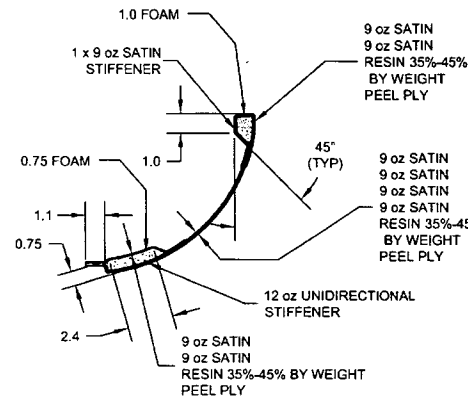 1.0 FOAM
1 x 9 oz SATIN
STIFFENER
9 oz SATIN
9 oz SATIN
RESIN 35%-45%
BY WEIGHT
PEEL PLY
1.0
45°
(TYP)
0.75 FOAM
9 oz SATIN
9 oz SATIN
9 oz SATIN
9 oz SATIN
RESIN 35%-45
BY WEIGHT
PEEL PLY
1.1
0.75
12 oz UNIDIRECTIONAL
STIFFENER
2.4
9 oz SATIN
9 oz SATIN
RESIN 35%-45% BY WEIGHT
PEEL PLY